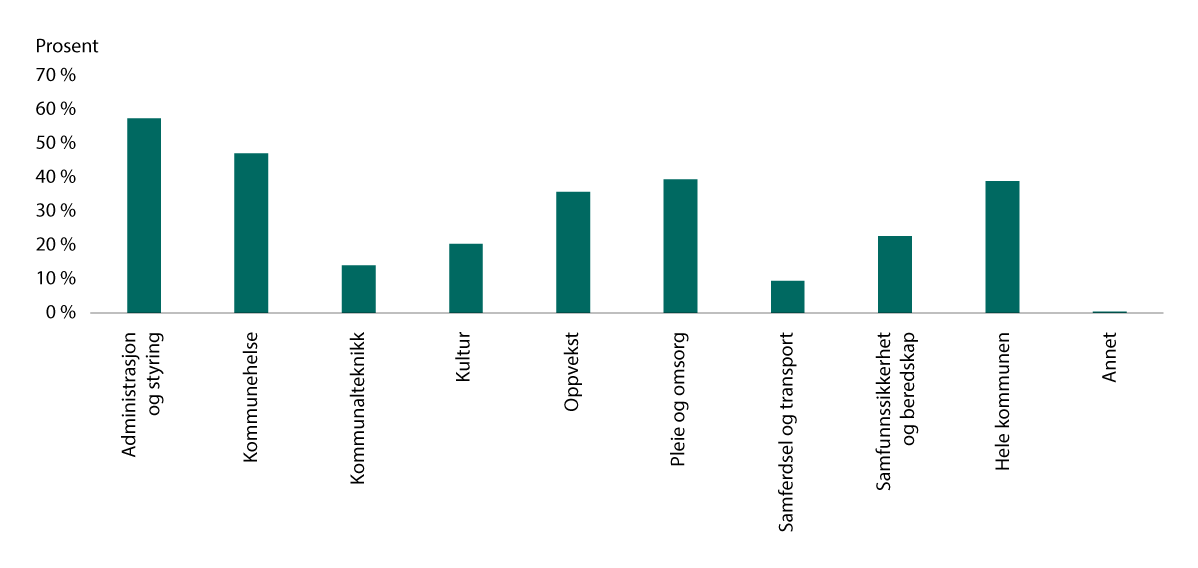 Prosent
70 %
60 %
50 %
40 %
30 %
20 %
10 %
0 %
Administrasjon
og styring
Kommunehelse
Kommunalteknikk
Kultur
Oppvekst
Pleie og omsorg
Samferdsel og transport
Samfunnssikkerhet
og beredskap
Hele kommunen
Annet